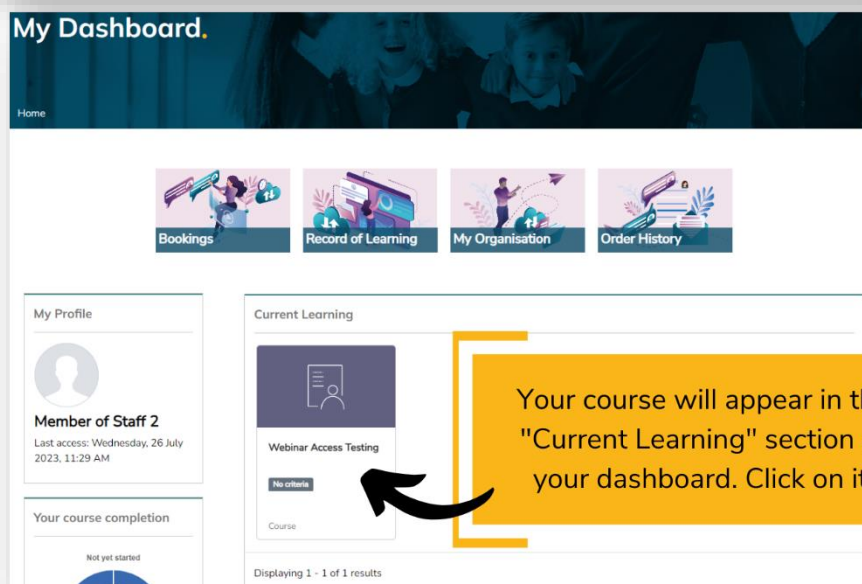 My Dashboard.
Home
Bookings
Record of Learning
My Organisation
Order History
My Profile
Member of Staff 2
Last access: Wednesday, 26 July
2023, 11:29 AM
Your course completion
Not yet started
Current Learning
Webinar Access Testing
No criteria
Course
Displaying 1 - 1 of 1 results
Your course will appear in
"Current Learning" section
your dashboard. Click on